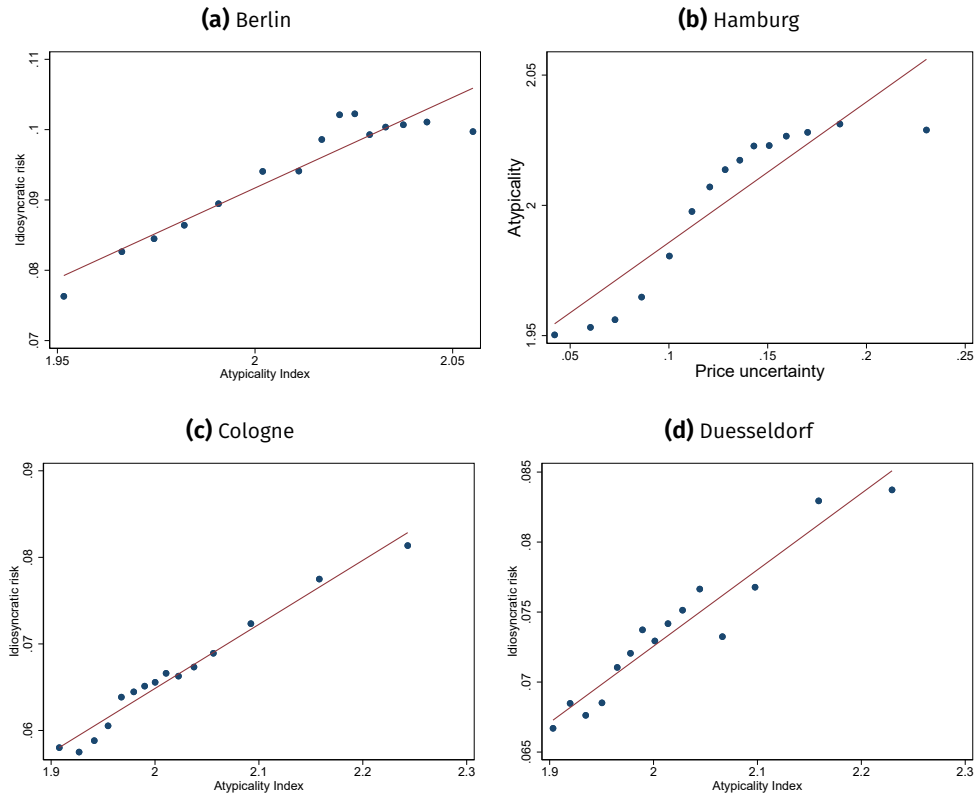 (a) Berlin
Idiosyncratic risk
.11
.1
.09
.08
.07
1.95
2
2.05
Atypicality Index
(b) Hamburg
Atypicality
2.05
2
1.95
.05
.1
.15
.2
.25
Price uncertainty
(c) Cologne
Idiosyncratic risk
.09
.08
.07
.06
1.9
2
2.1
2.2
2.3
Atypicality Index
(d) Duesseldorf
Idiosyncratic risk
.085
.08
.075
.07
.065
1.9
2
2.1
2.2
2.3
Atypicality Index